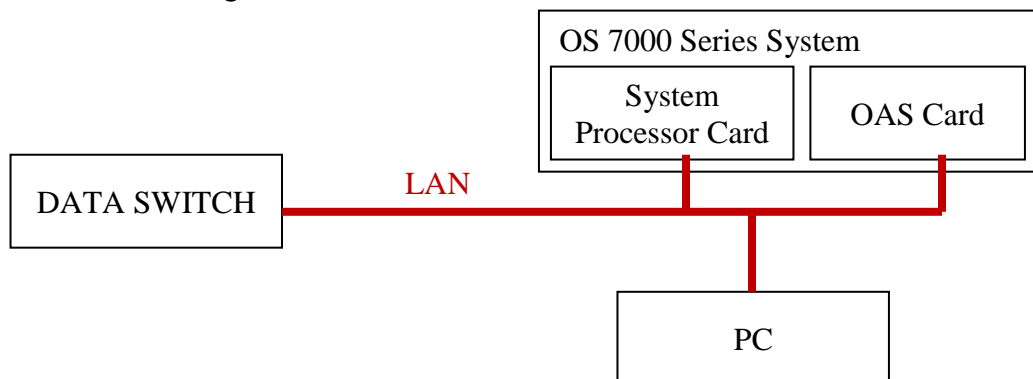 OS 7000 Series System
System
Processor Card
OAS Card
LAN
DATA SWITCH
PC